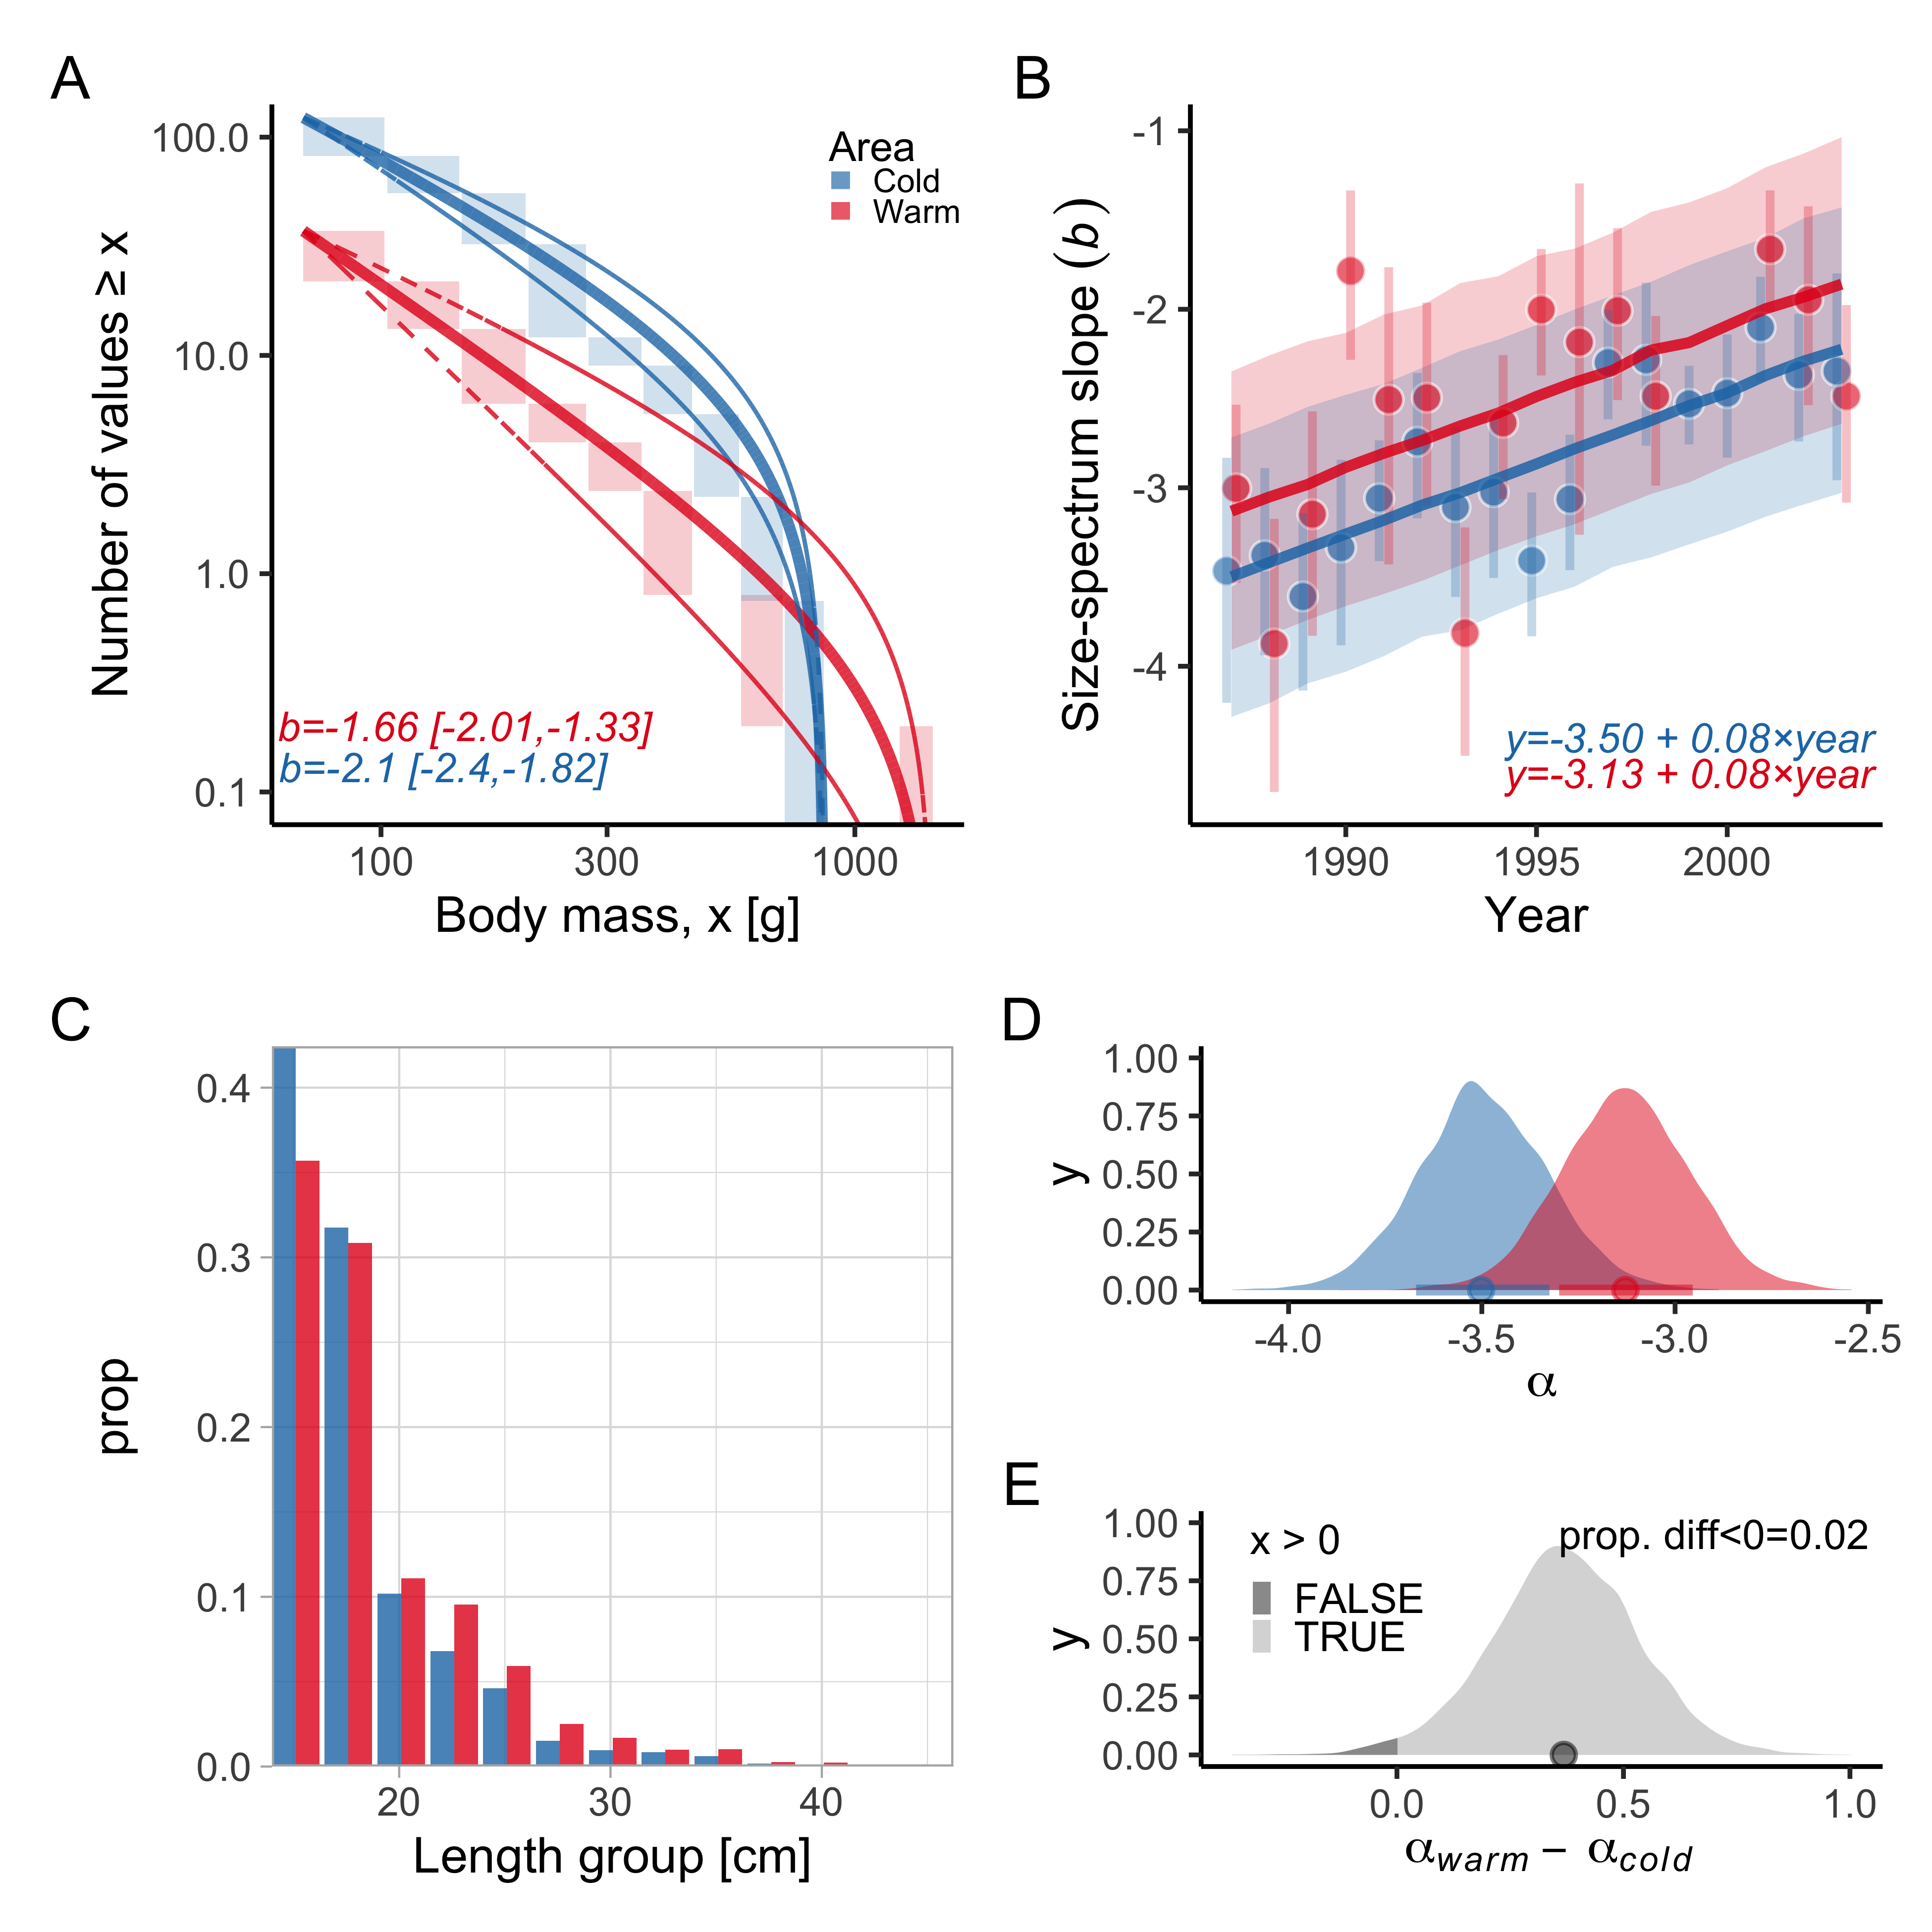 A
Number of values ≥ x
100.0
10.0
1.0
0.1
Area
Cold
Warm
b=-1.66 [-2.01,-1.33]
b=-2.1 [-2.4,-1.82]
100
300
1000
Body mass, x [g]
B
Size-spectrum slope (b)
-1
-2
-3
-4
y=-3.50 + 0.08×year
y=-3.13 + 0.08×year
1990
1995
2000
Year
C
prop
0.4
0.3
0.2
0.1
0.0
20
30
40
Length group [cm]
D
y
1.00
0.75
0.50
0.25
0.00
-4.0
-3.5
-3.0
-2.5
α
E
y
1.00
0.75
0.50
0.25
0.00
x > 0
FALSE
TRUE
prop. diff<0=0.02
0.0
0.5
1.0
αwarm − αcold